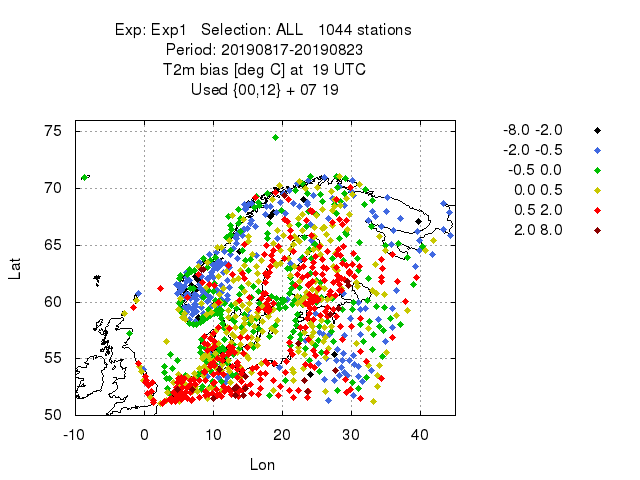 Exp: Exp1 Selection: ALL 1044 stations
Period: 20190817-20190823
T2m bias [deg C] at 19 UTC
Used {00,12} + 07 19
-8.0 -2.0
-2.0 -0.5
-0.5 0.0
0.0 0.5
0.5 2.0
2.0 8.0
75
70
65
60
55
50
Lat
-10 0 10 20 30 40
Lon